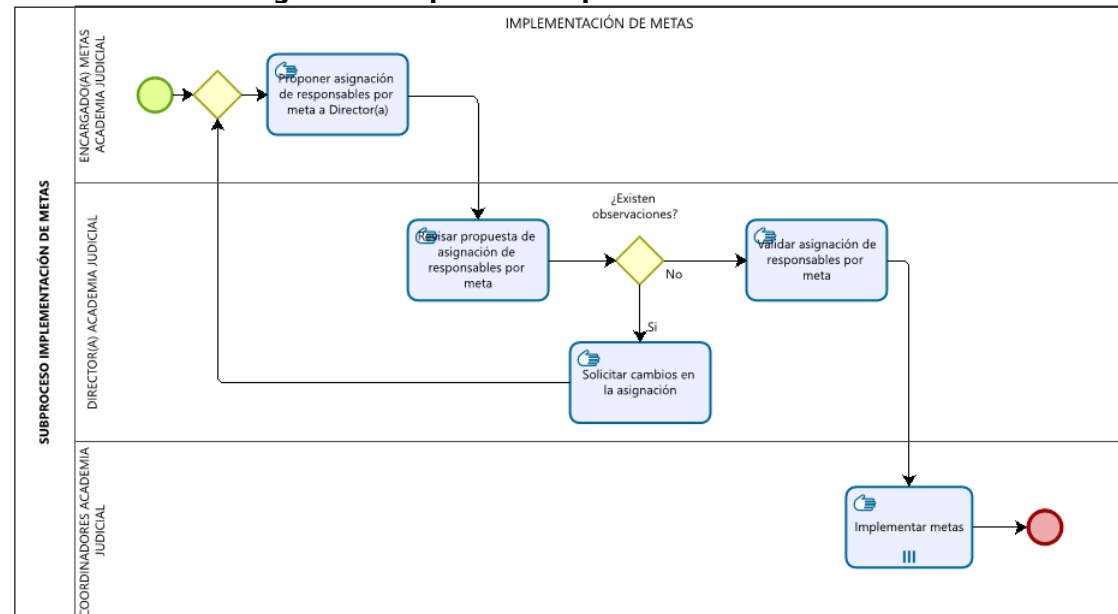 IMPLEMENTACIÓN DE METAS
SUBPROCESO IMPLEMENTACIÓN DE METAS
ENCARGADO(A) METAS
ACADEMIA JUDICIAL
Proponer asignación
de responsables por
meta a Director(a)
DIRECTOR(A) ACADEMIA JUDICIAL
Revisar propuesta de
asignación de
responsables por
meta
¿Existen
observaciones?
No
Si
Validar asignación de
responsables por
meta
Solicitar cambios en
la asignación
COORDINADORES ACADEMIA
JUDICIAL
Implementar metas